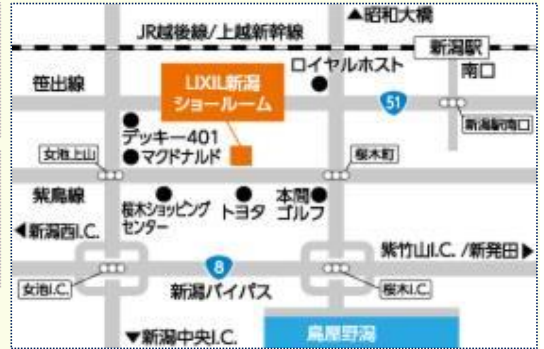 ▲昭和大橋
JR越後線/上越新幹線
新潟駅
南口
ロイヤルホスト
笹出線
LIXIL新潟
ショールーム
51
新潟駅南口
デッキー401
マクドナルド
女池上山
桜木町
紫鳥線
桜木ショッピング
センター
トヨタ
本間
ゴルフ
◀新潟西I.C.
紫竹山I.C./新発田▶
女池I.C.
8
新潟バイパス
桜木I.C.
▼新潟中央I.C.
鳥屋野潟